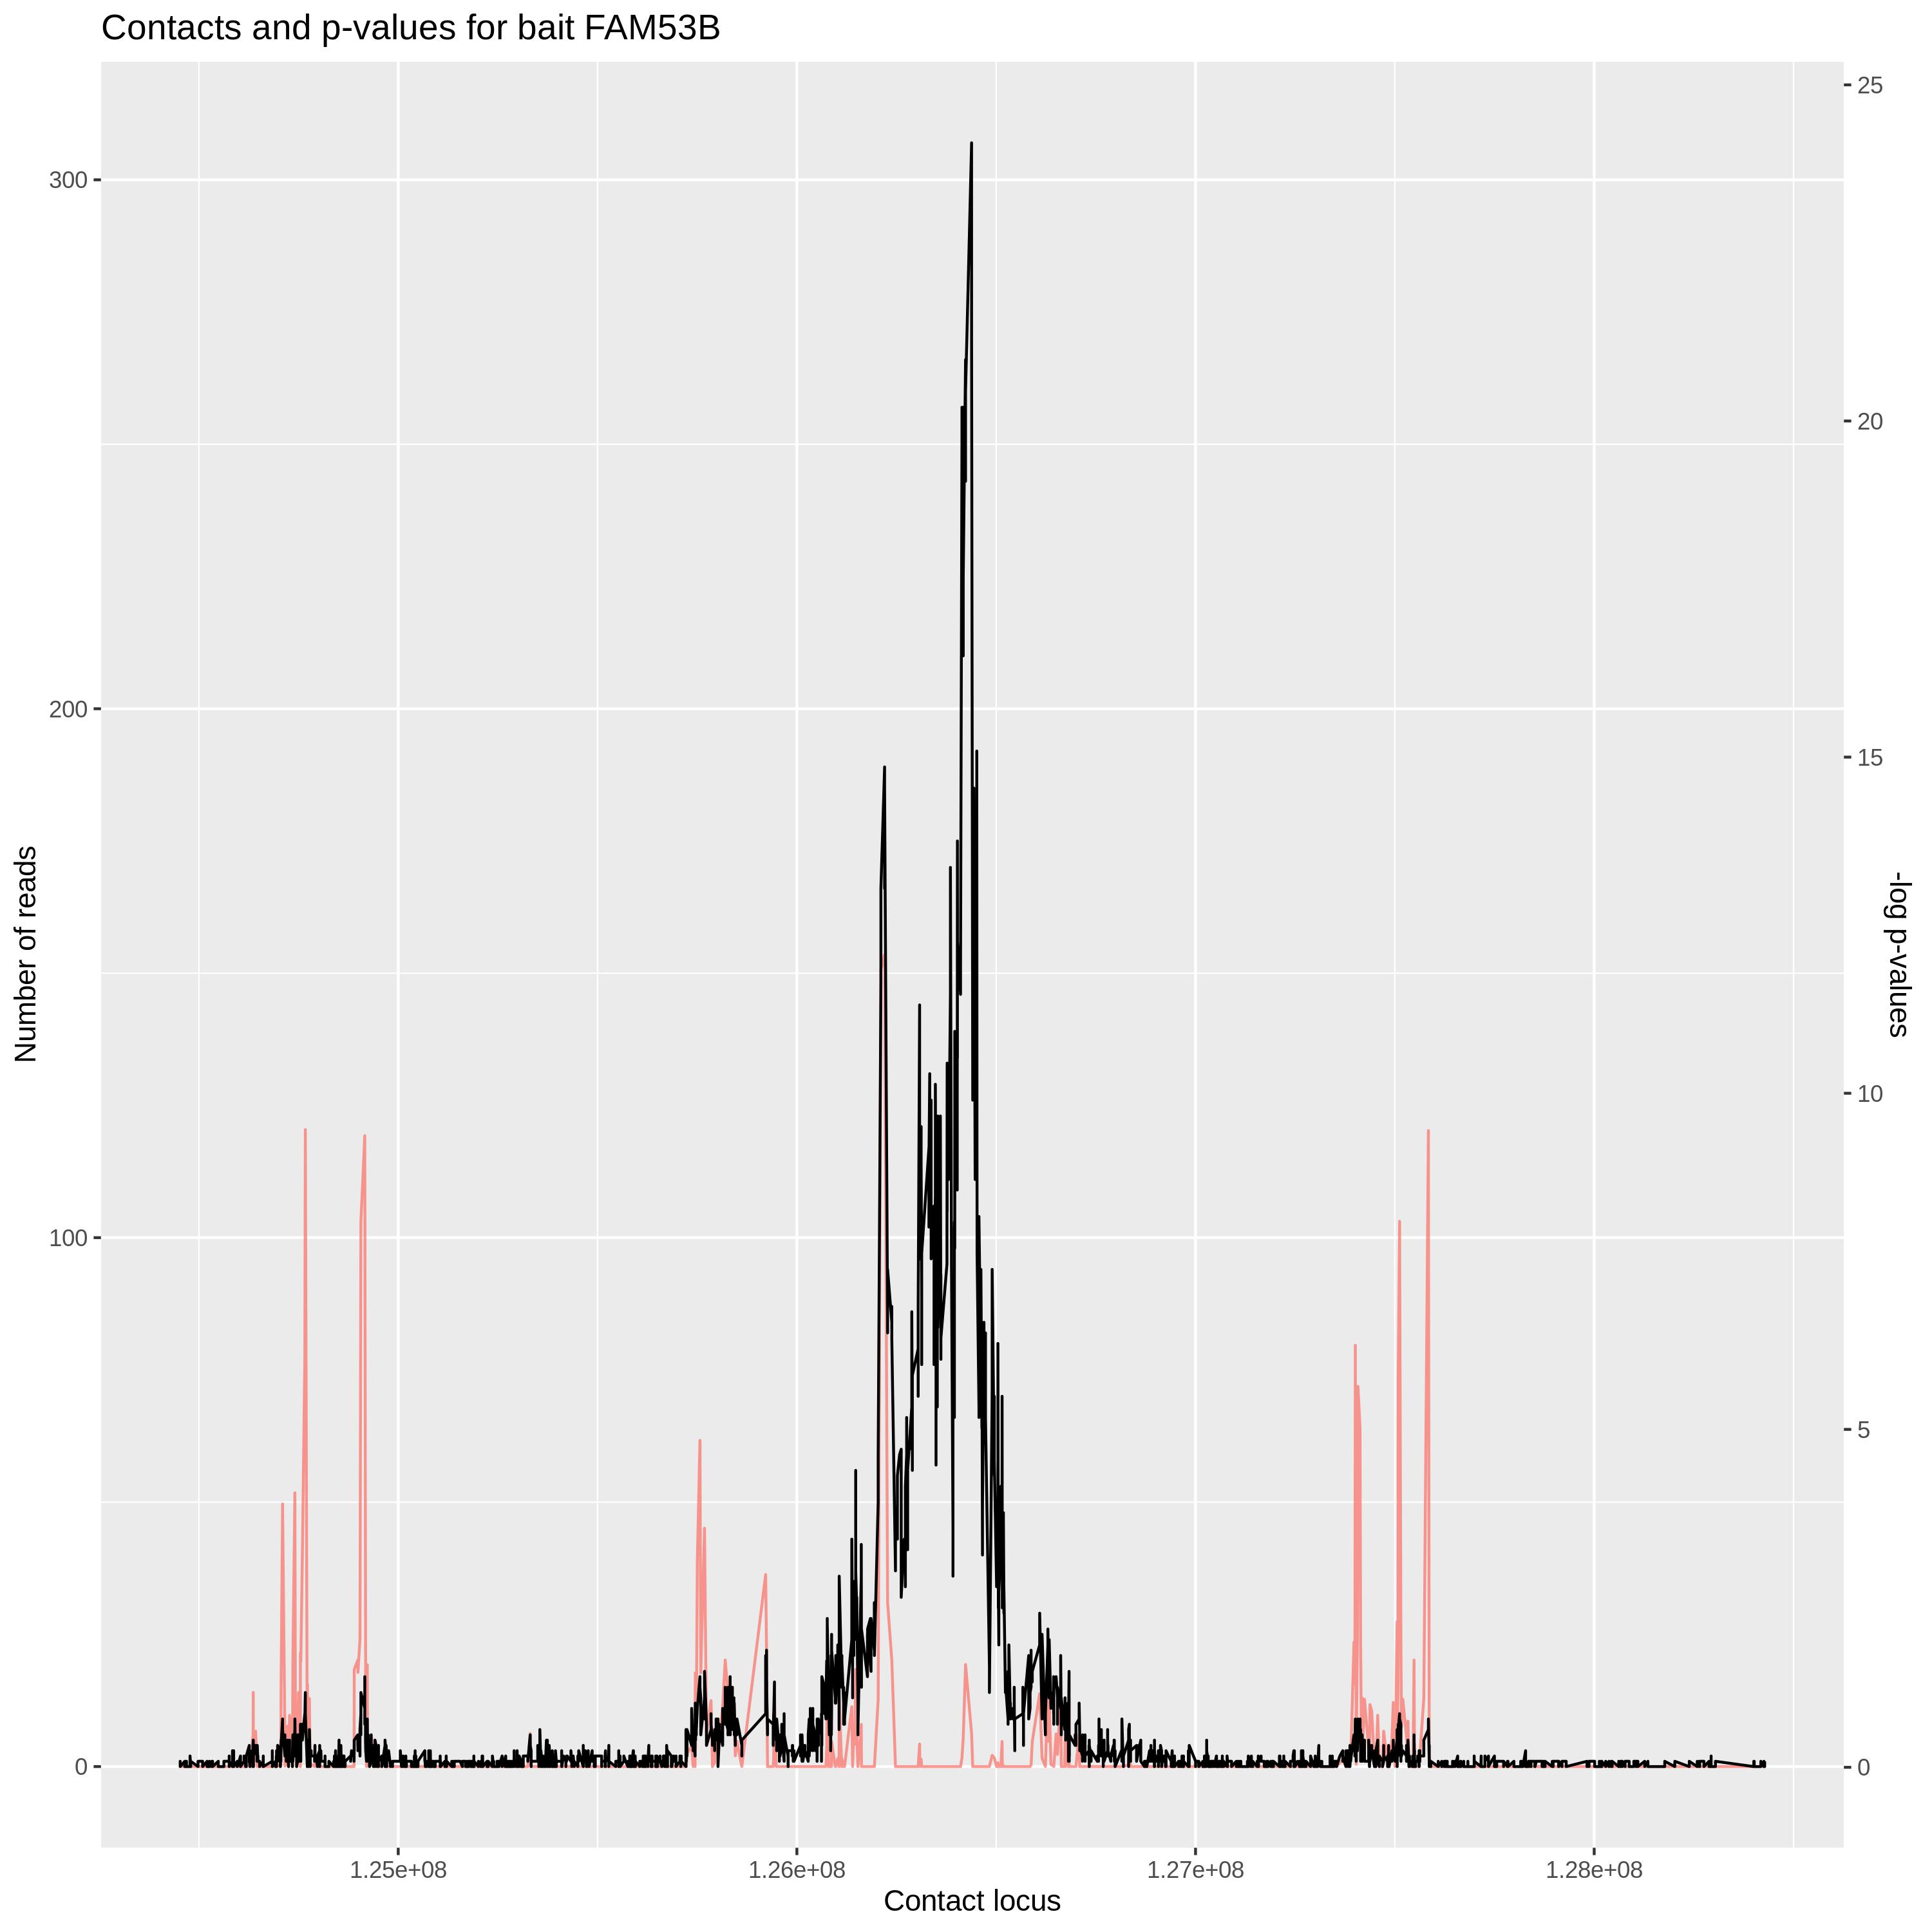 Contacts and p-values for bait FAM53B
Number of reads
300
200
100
0
25
20
15
10
5
0
-log p-values
1.25e+08
1.26e+08
1.27e+08
1.28e+08
Contact locus